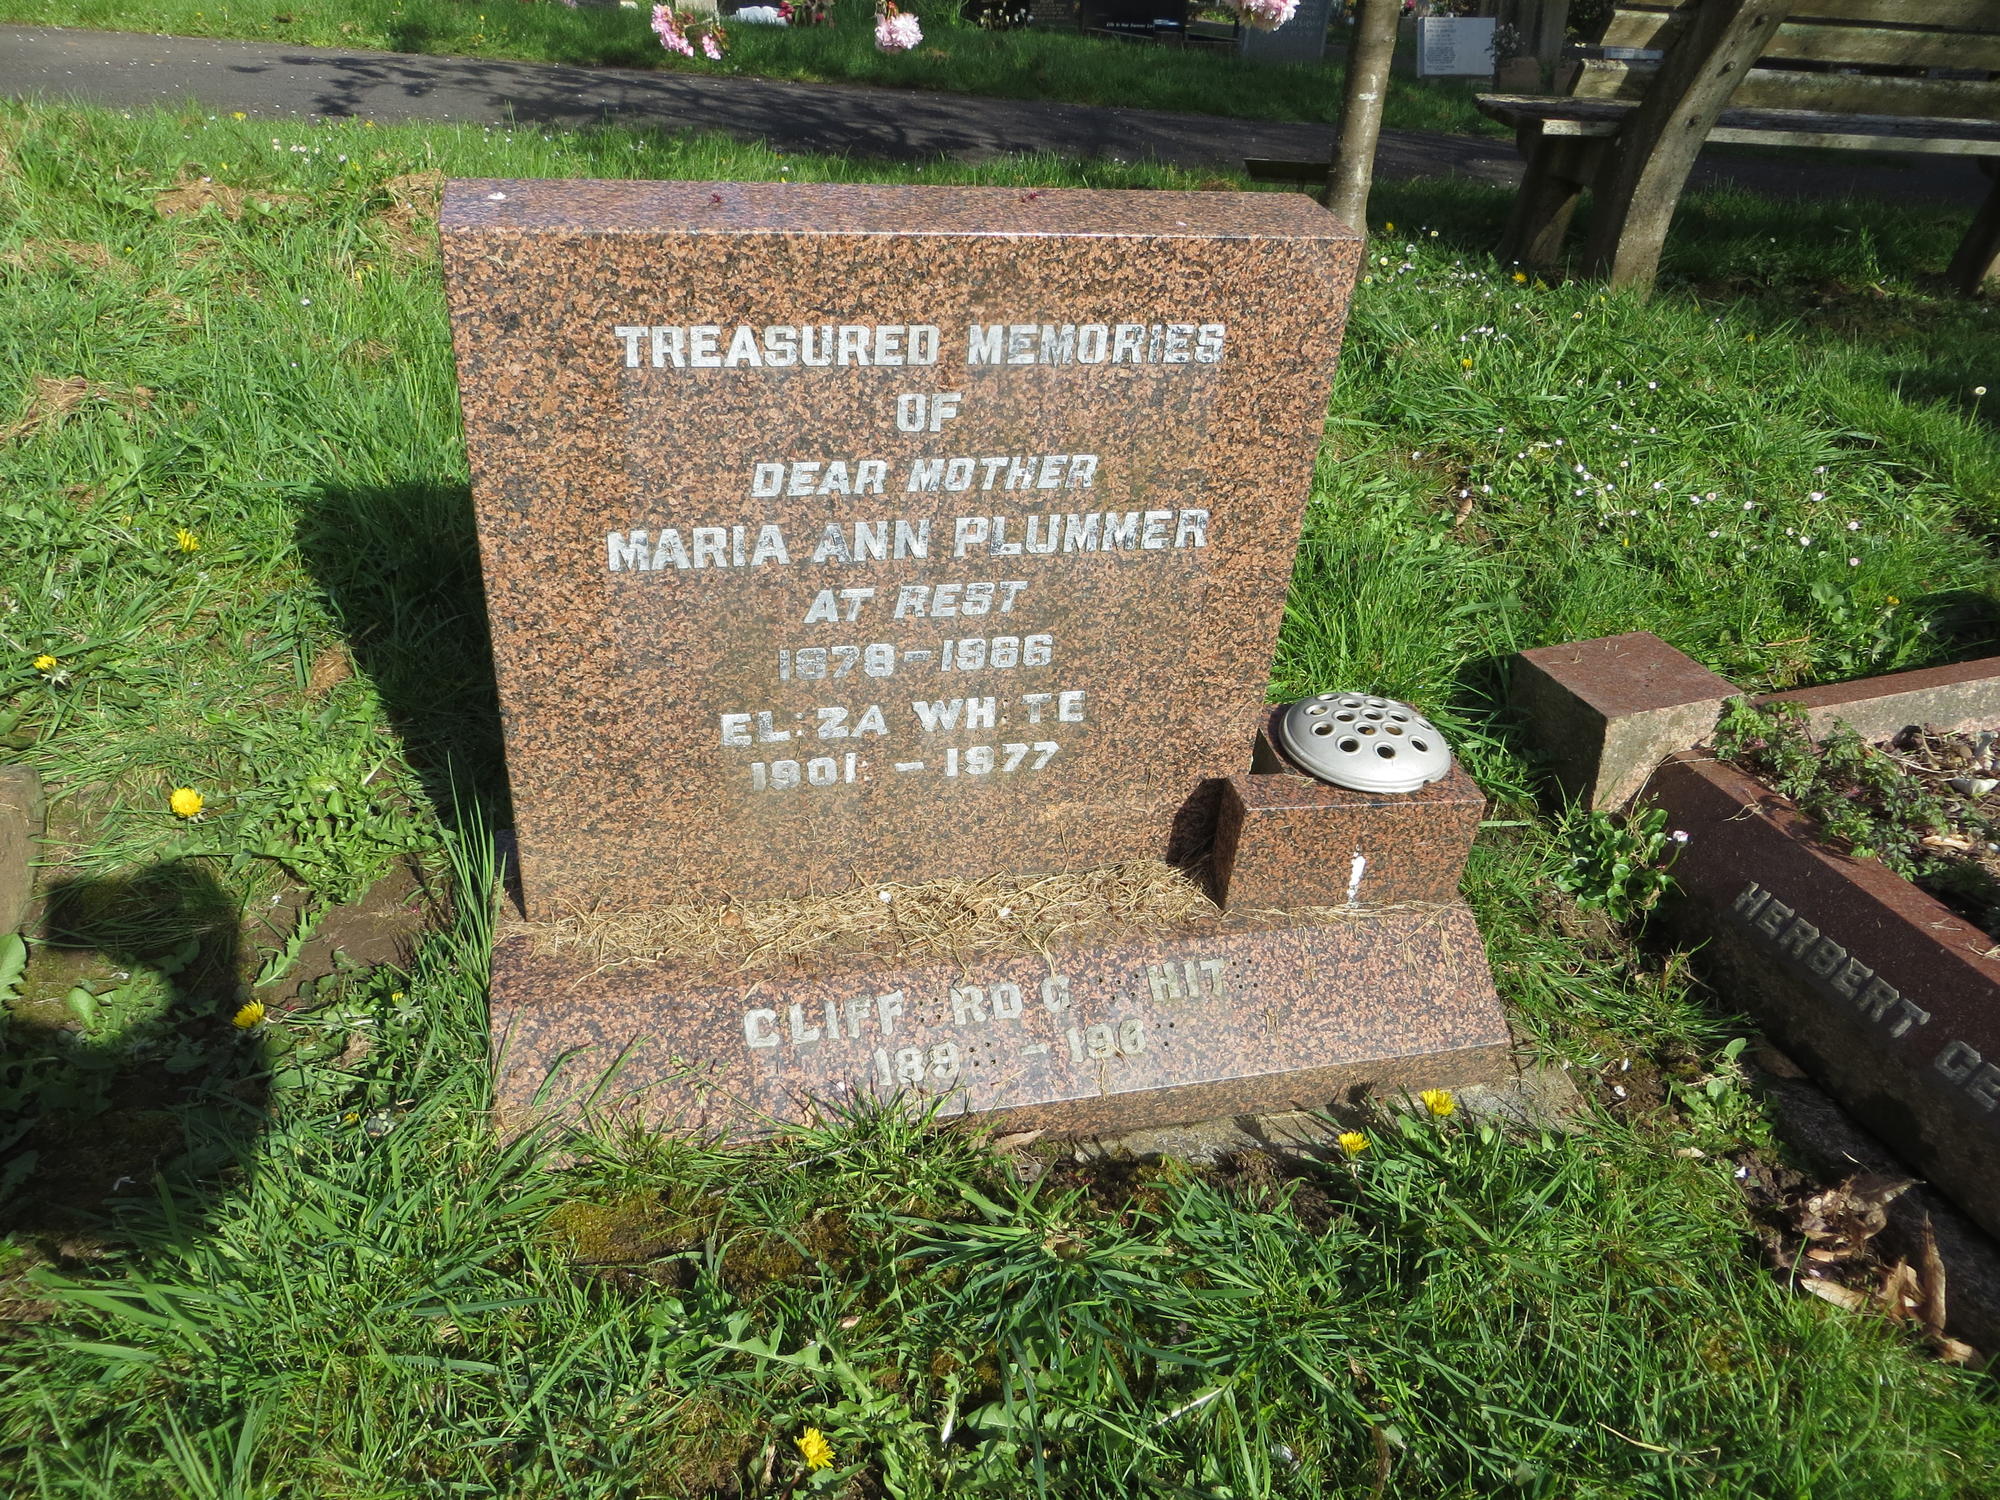 TREASURED MEMORIES
OF
DEAR MOTHER
MARIA ANN PLUMMER
AT REST
1878-1966
EL:ZA WH:TE
1901 - 1977
CLIFF RD C HIT
189 - 196
HERBERT GE